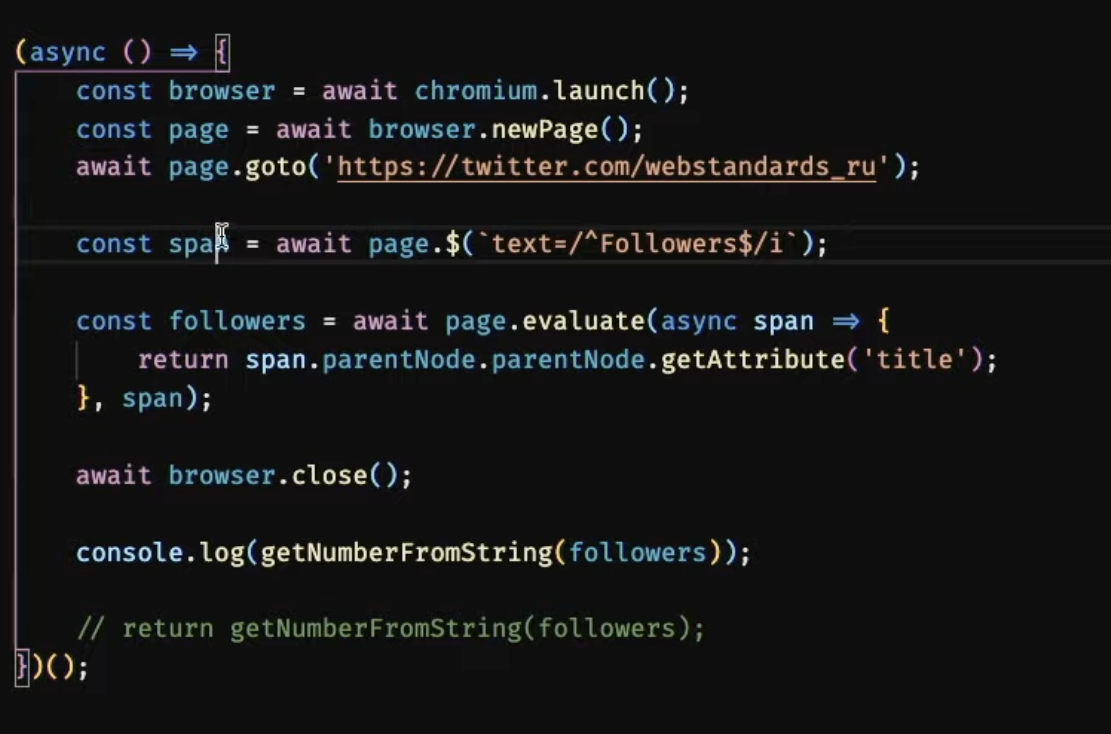 (async () => {
const browser = await chromium.launch();
const page = await browser.newPage();
await page.goto('https://twitter.com/webstandards_ru');
const span = await page.$(`text=/^Followers$/i`);
const followers = await page.evaluate(async span => {
return span.parentNode.parentNode.getAttribute('title');
}, span);
await browser.close();
console.log(getNumberFromString(followers));
// return getNumberFromString(followers);
})();